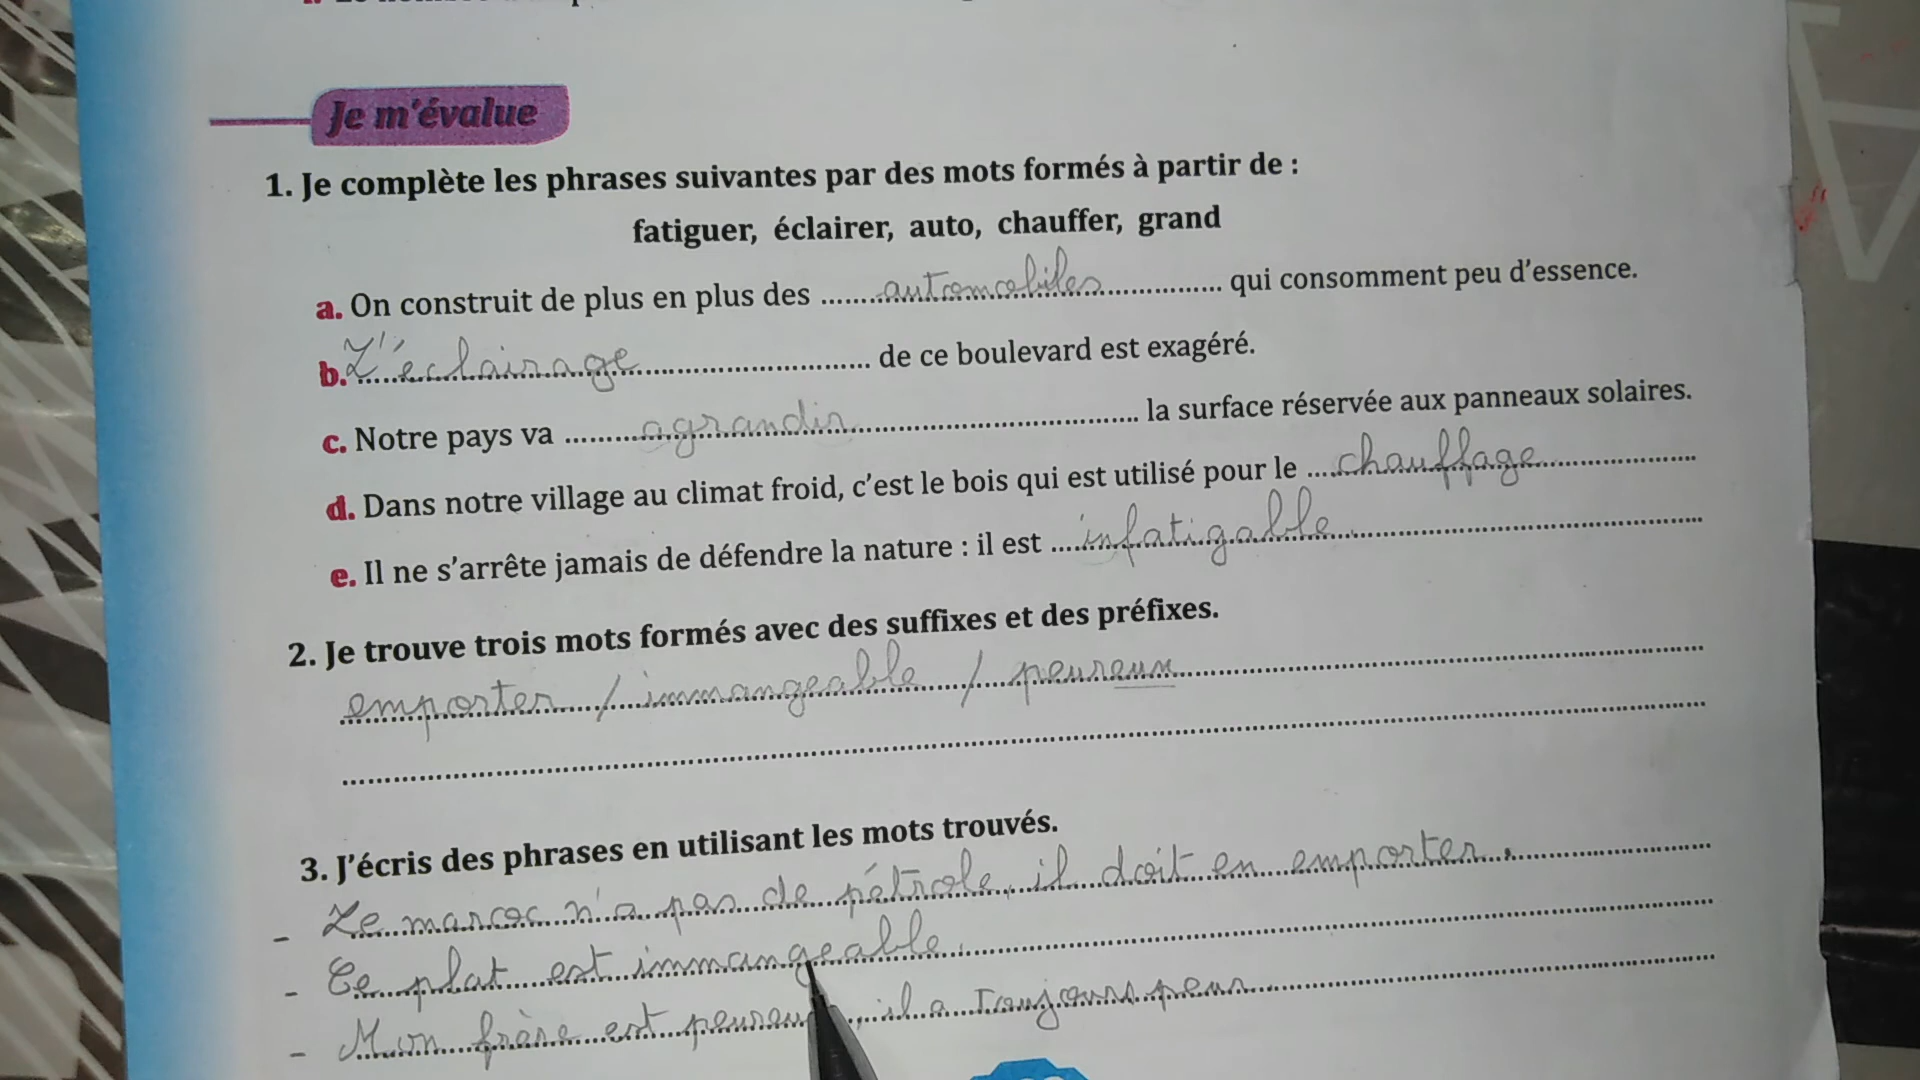 Je m'évalue
1. Je complète les phrases suivantes par des mots formés à partir de :
fatiguer, éclairer, auto, chauffer, grand
a. On construit de plus en plus des ....... automobiles ............... qui consomment peu d'essence.
b. L'éclairage ........................ de ce boulevard est exagéré.
c. Notre pays va ......... agrandir .............................. la surface réservée aux panneaux solaires.
d. Dans notre village au climat froid, c'est le bois qui est utilisé pour le .... chauffage ................
e. Il ne s'arrête jamais de défendre la nature : il est .... infatigable ....................................
2. Je trouve trois mots formés avec des suffixes et des préfixes.
emporter / immangeable / peureux
3. J'écris des phrases en utilisant les mots trouvés.
- Le maroc n'a pas de pétrole, il doit en emporter.
- Ce plat est immangeable.
- Mon frère est peureux, il a toujours peur